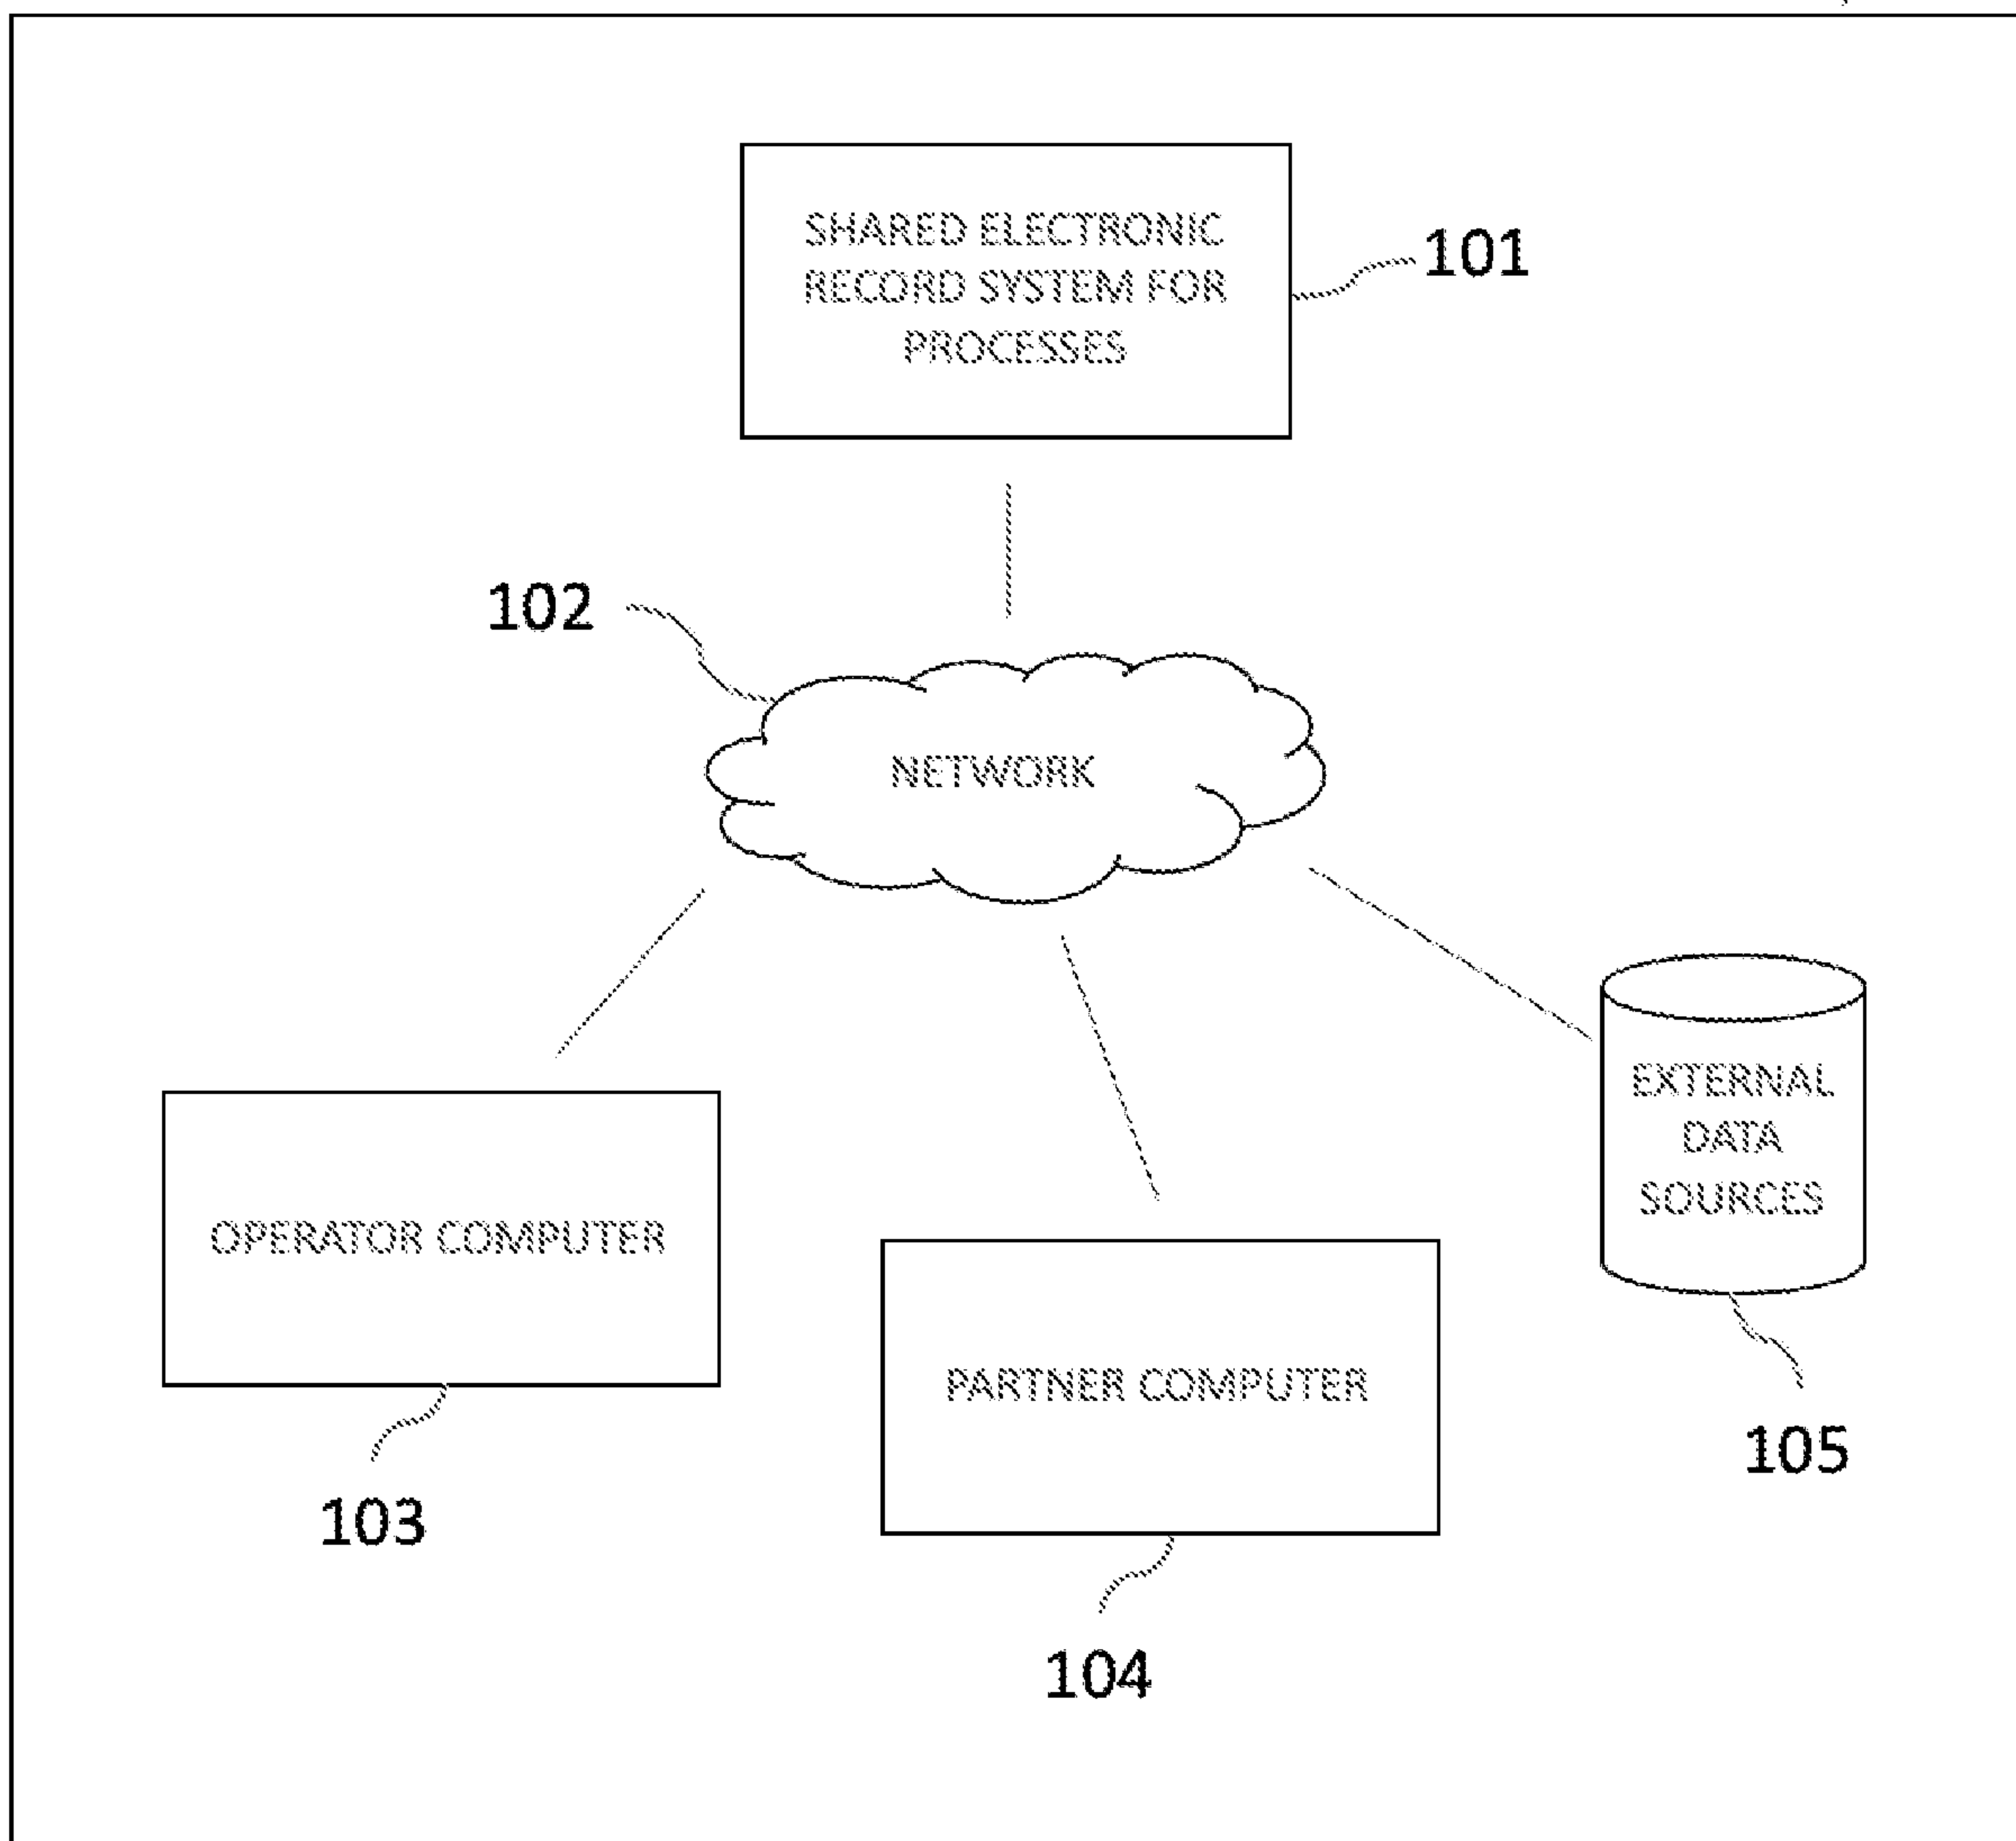 SHARED ELECTRONIC
RECORD SYSTEM FOR
PROCESSES
101
102
NETWORK
EXTERNAL
DATA
SOURCES
OPERATOR COMPUTER
PARTNER COMPUTER
105
103
104